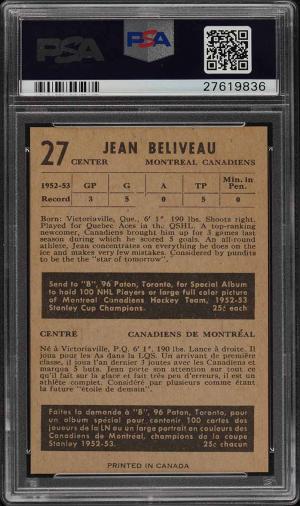 PSA
PSA
27619836
27 JEAN BELIVEAU
CENTER MONTREAL CANADIENS
1952-53 GP G A TP Min. in Pen.
Record 3 5 0 5 0
Born: Victoriaville, Que., 6' 1" 190 lbs. Shoots right.
Played for Quebec Aces in the QSHL. A top-ranking
newcomer, Canadiens brought him up for 3 games last
season during which he scored 5 goals. An all-round
athlete, Jean concentrates on everything he does on the
ice and makes very few mistakes. Considered by pundits
to be the the "star of tomorrow".
Send to "B", 96 Patan, Toronto, for Special Album
to hold 100 NHL Players or large full color picture
of Montreal Canadiens Hockey Team, 1952-53
Stanley Cup Champions. 25c each
CENTRE CANADIENS DE MONTRÉAL
Né à Victoriaville, P.Q. 6' 1", 190 lbs. Lance à droite. Il
joua pour les As dans la LQS. Un arrivant de première
classe, il joua l'an dernier 3 joutes avec les Canadiens et
marqua 5 buts. Jean porte son attention sur tout ce
qu'il fait sur la glace et fait très peu d'erreurs, il est un
athlète complet. Considéré par plusieurs comme étant
la future "étoile de demain".
Faites la demande à "B", 96 Patan, Toronto, pour
un album spécial pour contenir 100 cartes des
joueurs de la LN ou un large portrait en couleurs des
Canadiens de Montréal, champions de la coupe
Stanley 1952-53. 25c chacun
PRINTED IN CANADA